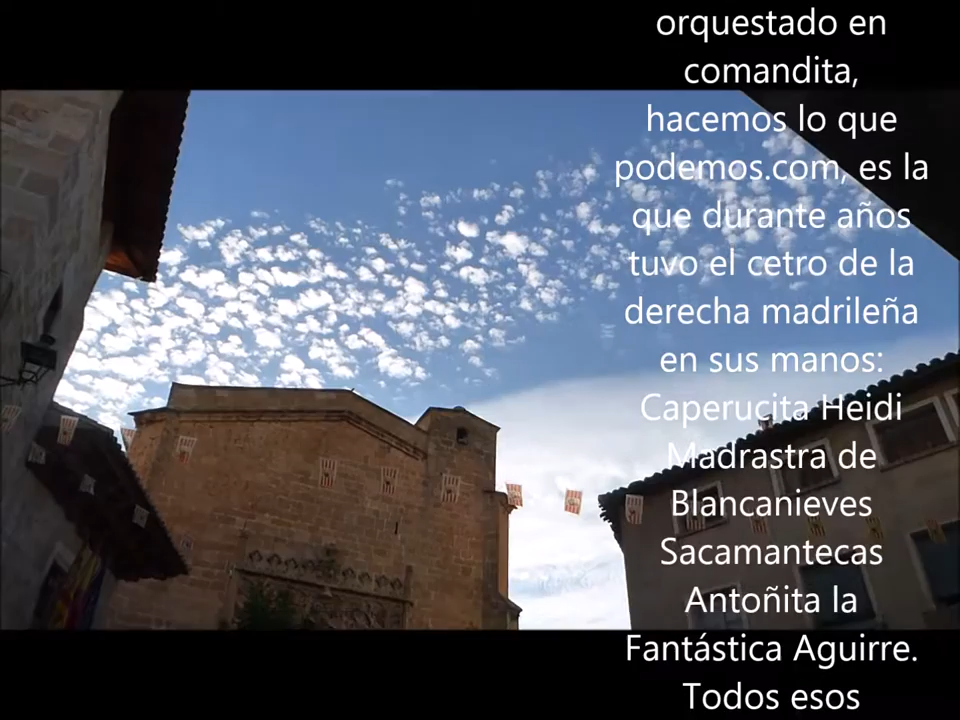 orquestado en
comandita,
hacemos lo que
podemos.com, es la
que durante años
tuvo el cetro de la
derecha madrileña
en sus manos:
Caperucita Heidi
Madrastra de
Blancanieves
Sacamantecas
Antoñita la
Fantástica Aguirre.
Todos esos